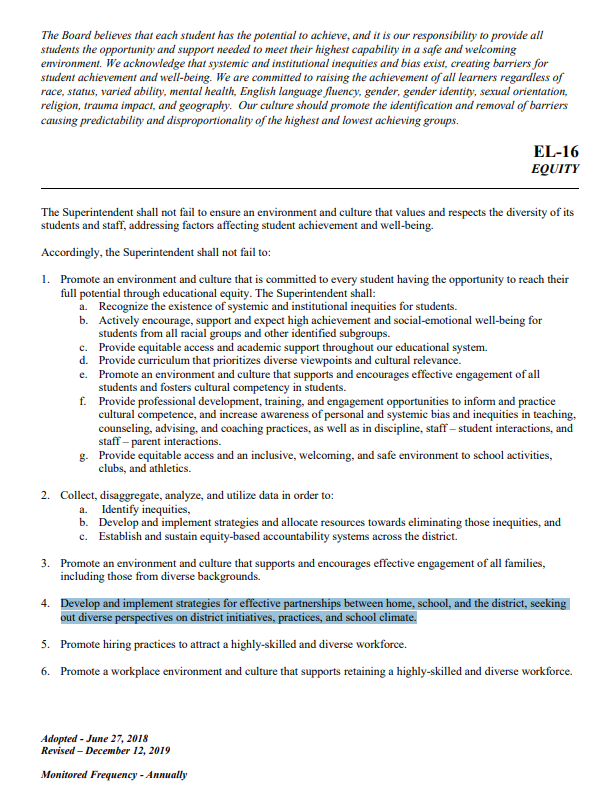 The Board believes that each student has the potential to achieve, and it is our responsibility to provide all
students the opportunity and support needed to meet their highest capability in a safe and welcoming
environment. We acknowledge that systemic and institutional inequities and bias exist, creating barriers for
student achievement and well-being. We are committed to raising the achievement of all learners regardless of
race, status, varied ability, mental health, English language fluency, gender, gender identity, sexual orientation,
religion, trauma impact, and geography. Our culture should promote the identification and removal of barriers
causing predictability and disproportionality of the highest and lowest achieving groups.
EL-16
EQUITY
The Superintendent shall not fail to ensure an environment and culture that values and respects the diversity of its
students and staff, addressing factors affecting student achievement and well-being.
Accordingly, the Superintendent shall not fail to:
1. Promote an environment and culture that is committed to every student having the opportunity to reach their
full potential through educational equity. The Superintendent shall:
a. Recognize the existence of systemic and institutional inequities for students.
b. Actively encourage, support and expect high achievement and social-emotional well-being for
students from all racial groups and other identified subgroups.
c. Provide equitable access and academic support throughout our educational system.
d. Provide curriculum that prioritizes diverse viewpoints and cultural relevance.
e. Promote an environment and culture that supports and encourages effective engagement of all
students and fosters cultural competency in students.
f. Provide professional development, training, and engagement opportunities to inform and practice
cultural competence, and increase awareness of personal and systemic bias and inequities in teaching,
counseling, advising, and coaching practices, as well as in discipline, staff – student interactions, and
staff – parent interactions.
g. Provide equitable access and an inclusive, welcoming, and safe environment to school activities,
clubs, and athletics.
2. Collect, disaggregate, analyze, and utilize data in order to:
a. Identify inequities,
b. Develop and implement strategies and allocate resources towards eliminating those inequities, and
c. Establish and sustain equity-based accountability systems across the district.
3. Promote an environment and culture that supports and encourages effective engagement of all families,
including those from diverse backgrounds.
4. Develop and implement strategies for effective partnerships between home, school, and the district, seeking
out diverse perspectives on district initiatives, practices, and school climate.
5. Promote hiring practices to attract a highly-skilled and diverse workforce.
6. Promote a workplace environment and culture that supports retaining a highly-skilled and diverse workforce.
Adopted - June 27, 2018
Revised – December 12, 2019
Monitored Frequency - Annually